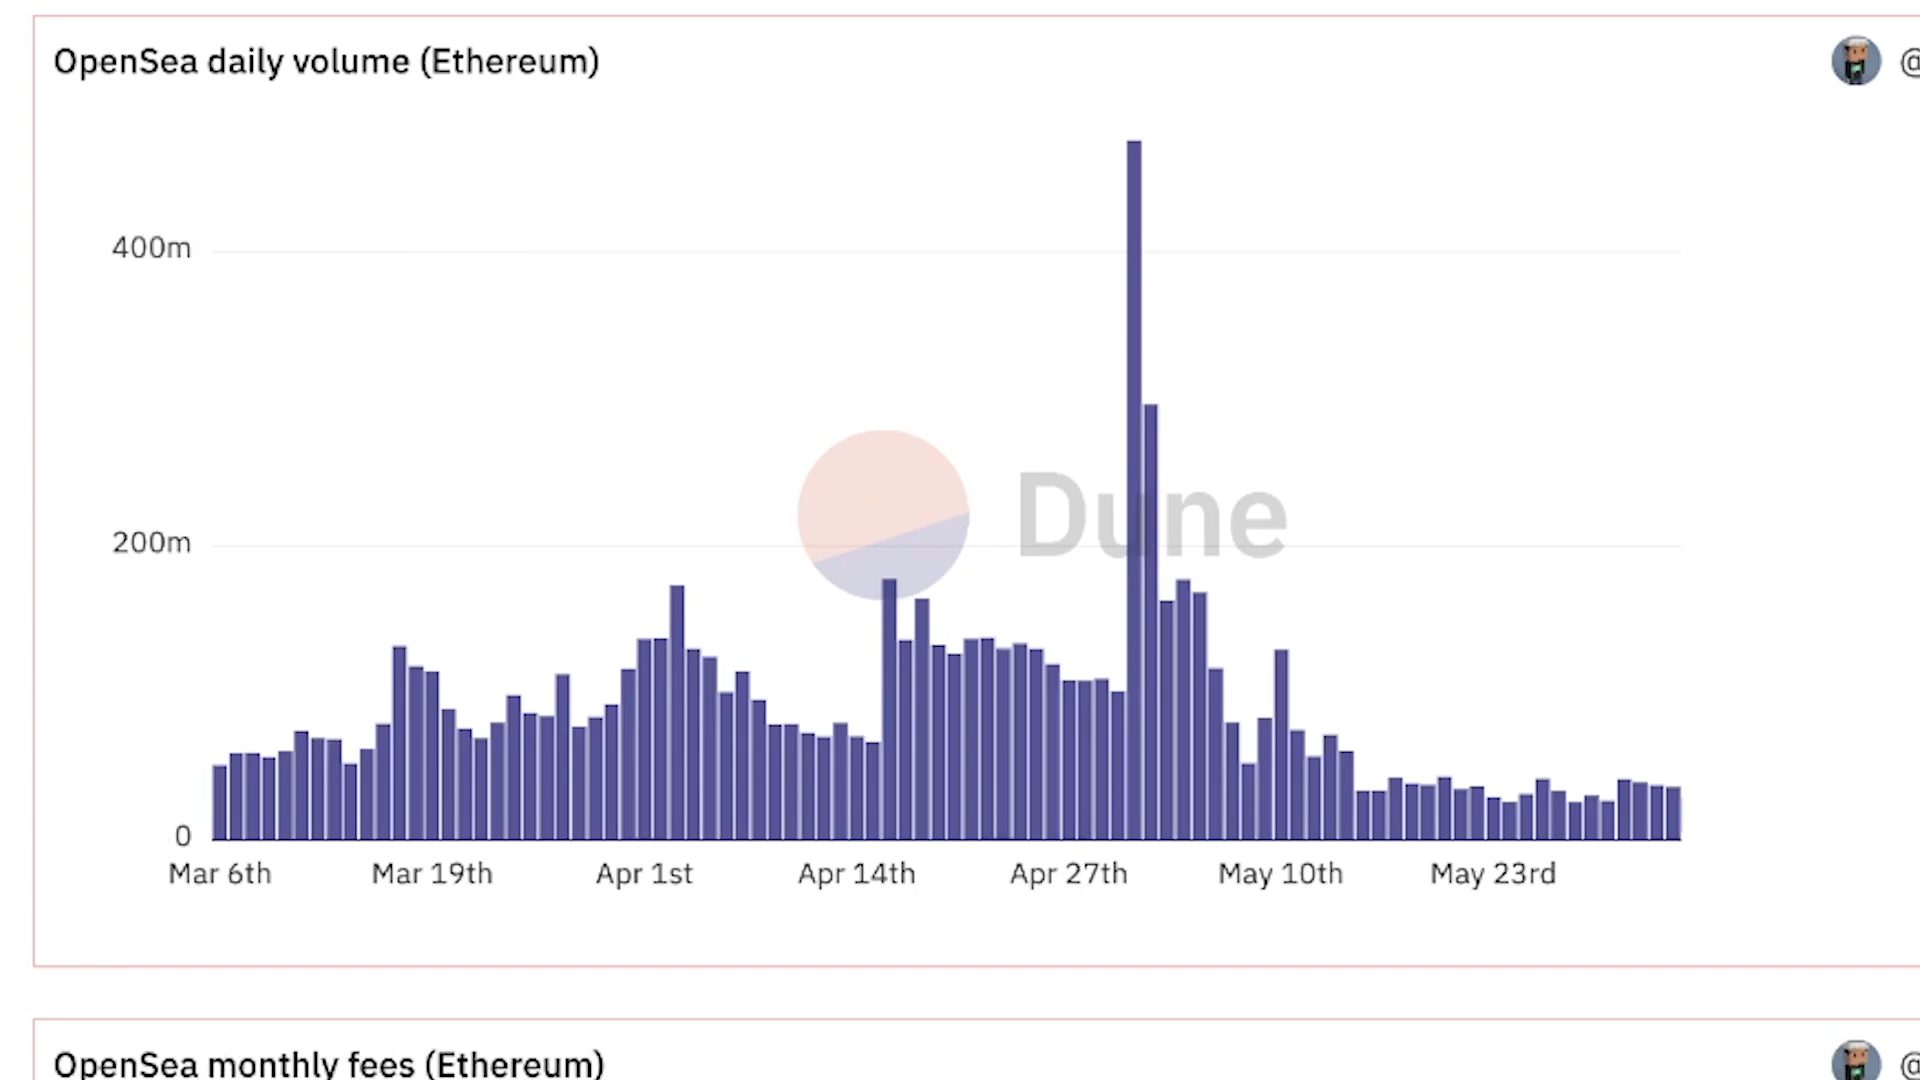 OpenSea daily volume (Ethereum)
@
400m
Dune
200m
0
Mar 6th Mar 19th Apr 1st Apr 14th Apr 27th May 10th May 23rd
OpenSea monthly fees (Ethereum)
@